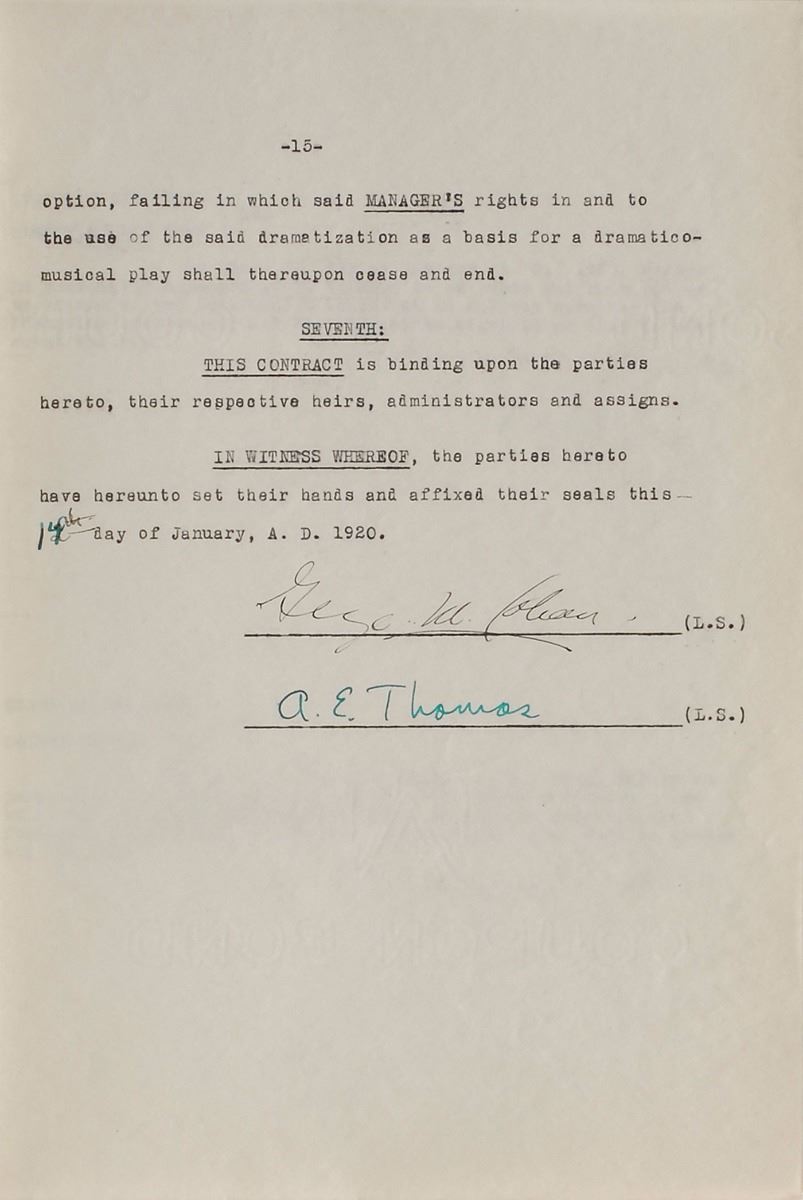 -15-
option, failing in which said MANAGER'S rights in and to
the use of the said dramatization as a basis for a dramatico-
musical play shall thereupon cease and end.
SEVENTH:
THIS CONTRACT is binding upon the parties
hereto, their respective heirs, administrators and assigns.
IN WITNESS WHEREOF, the parties hereto
have hereunto set their hands and affixed their seals this —
day of January, A. D. 1920.
Geo. M. Cohan (L.S.)
A. E. Thomas (L.S.)